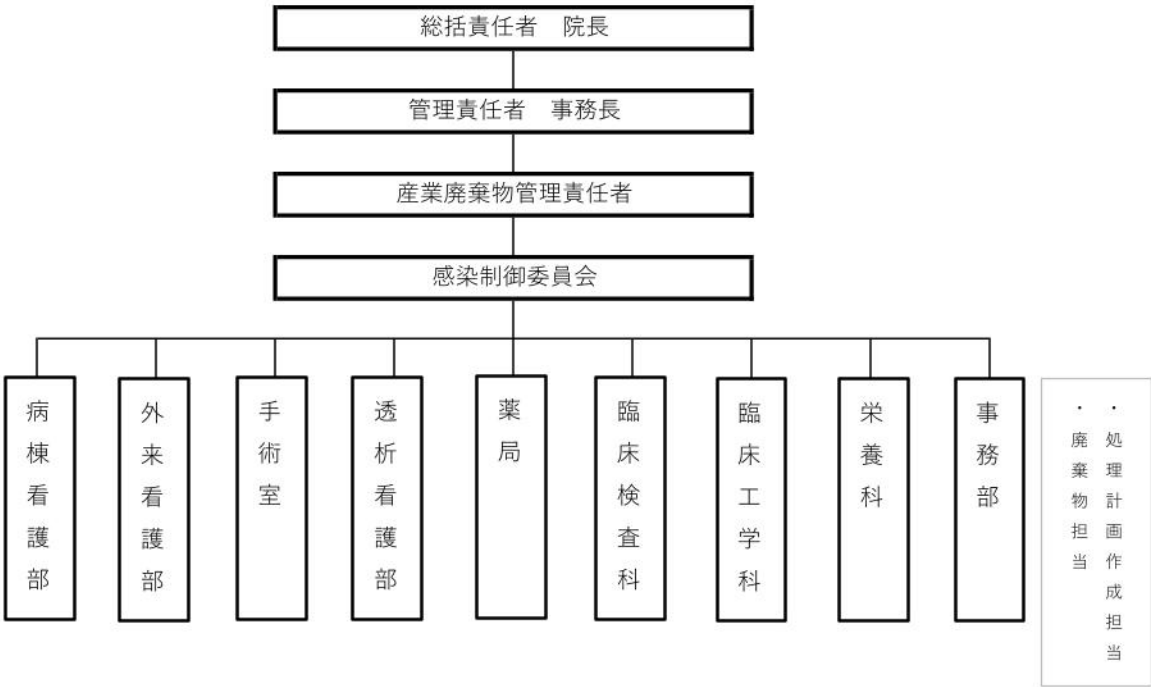 総括責任者　院長
管理責任者　事務長
産業廃棄物管理責任者
感染制御委員会
病棟看護部
外来看護部
手術室
透析看護部
薬局
臨床検査科
臨床工学科
栄養科
事務部
・処理計画作成担当
・廃棄物担当